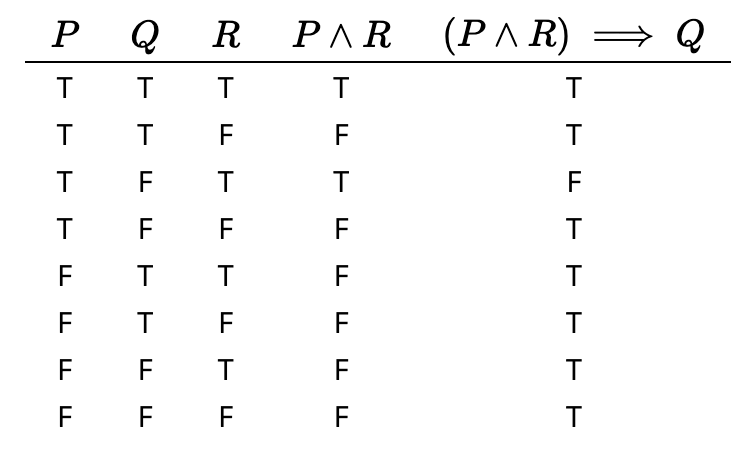 P Q R P ∧ R (P ∧ R) ⟹ Q
T T T T T
T T F F T
T F T T F
T F F F T
F T T F T
F T F F T
F F T F T
F F F F T